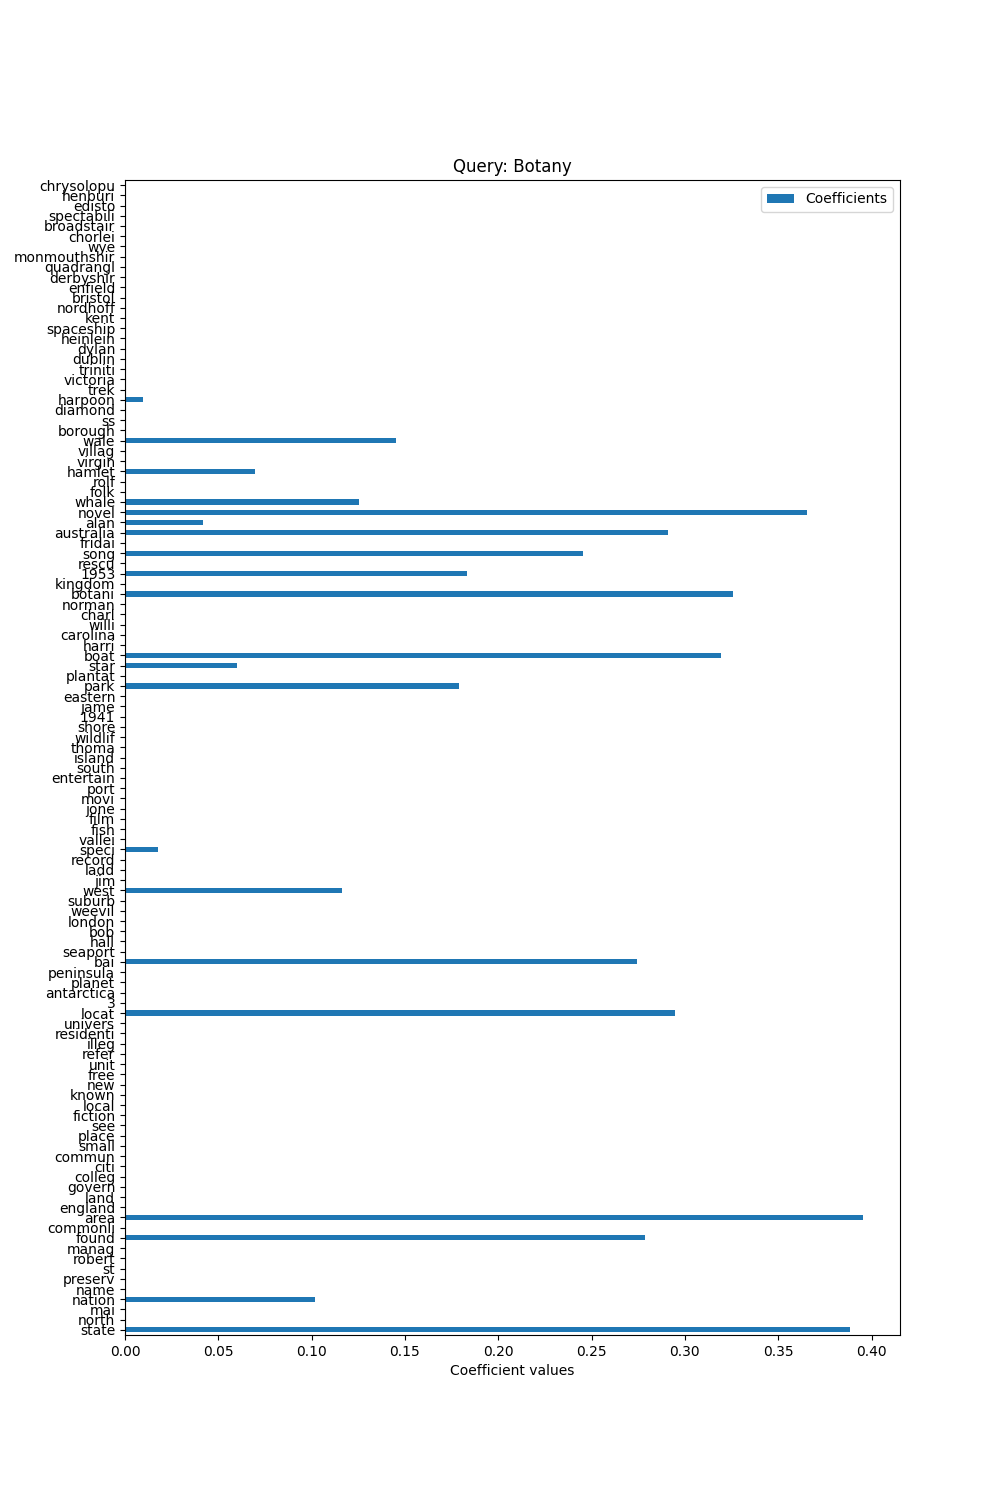 Query: Botany
Coefficients
chrysolopu
henburi
edisto
spectabili
broadstair
chorlei
wye
monmouthshir
quadrangl
derbyshir
enfield
bristol
nordhoff
kent
spaceship
heinlein
dylan
dublin
triniti
victoria
trek
harpoon
diamond
ss
borough
wale
villag
virgin
hamlet
rolf
folk
whale
novel
alan
australia
fridai
song
rescu
1953
kingdom
botani
norman
charl
willi
carolina
harri
boat
star
plantat
park
eastern
jame
1941
shore
wildlif
thoma
island
south
entertain
port
movi
jone
film
fish
vallei
speci
record
ladd
jim
west
suburb
weevil
london
bob
hall
seaport
bai
peninsula
planet
antarctica
3
locat
univers
residenti
illeg
refer
unit
free
new
known
local
fiction
see
place
small
commun
citi
colleg
govern
land
england
area
commonli
found
manag
robert
st
preserv
name
nation
mai
north
state
0.00 0.05 0.10 0.15 0.20 0.25 0.30 0.35 0.40
Coefficient values